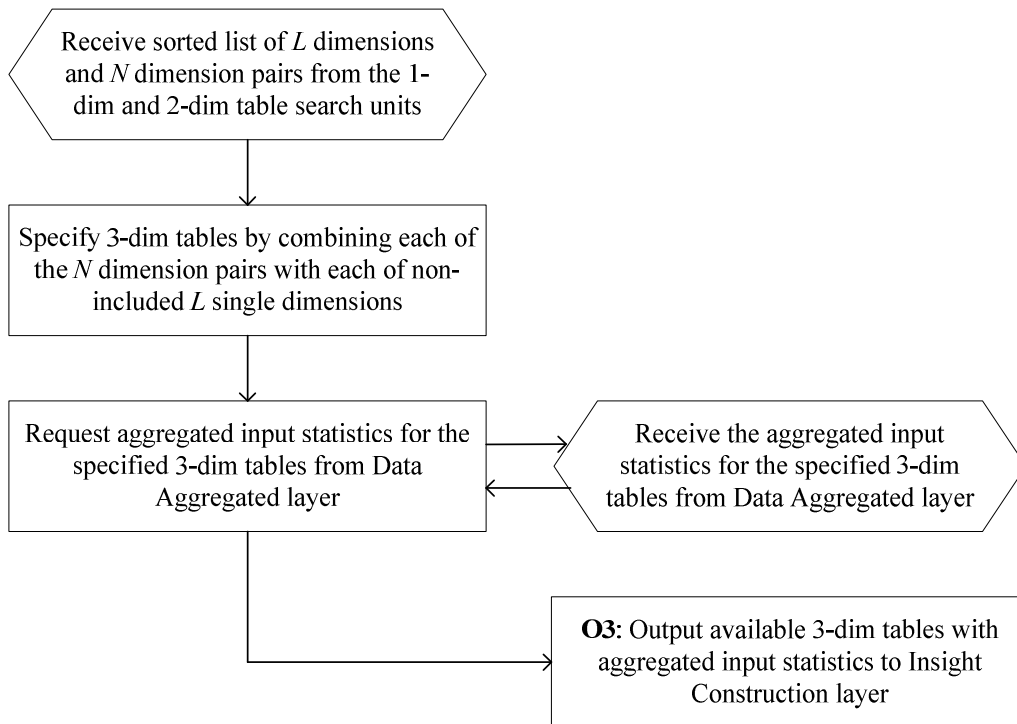 Receive sorted list of L dimensions
and N dimension pairs from the 1-
dim and 2-dim table search units
Specify 3-dim tables by combining each of
the N dimension pairs with each of non-
included L single dimensions
Request aggregated input statistics for the
specified 3-dim tables from Data
Aggregated layer
Receive the aggregated input
statistics for the specified 3-dim
tables from Data Aggregated layer
O3: Output available 3-dim tables with
aggregated input statistics to Insight
Construction layer